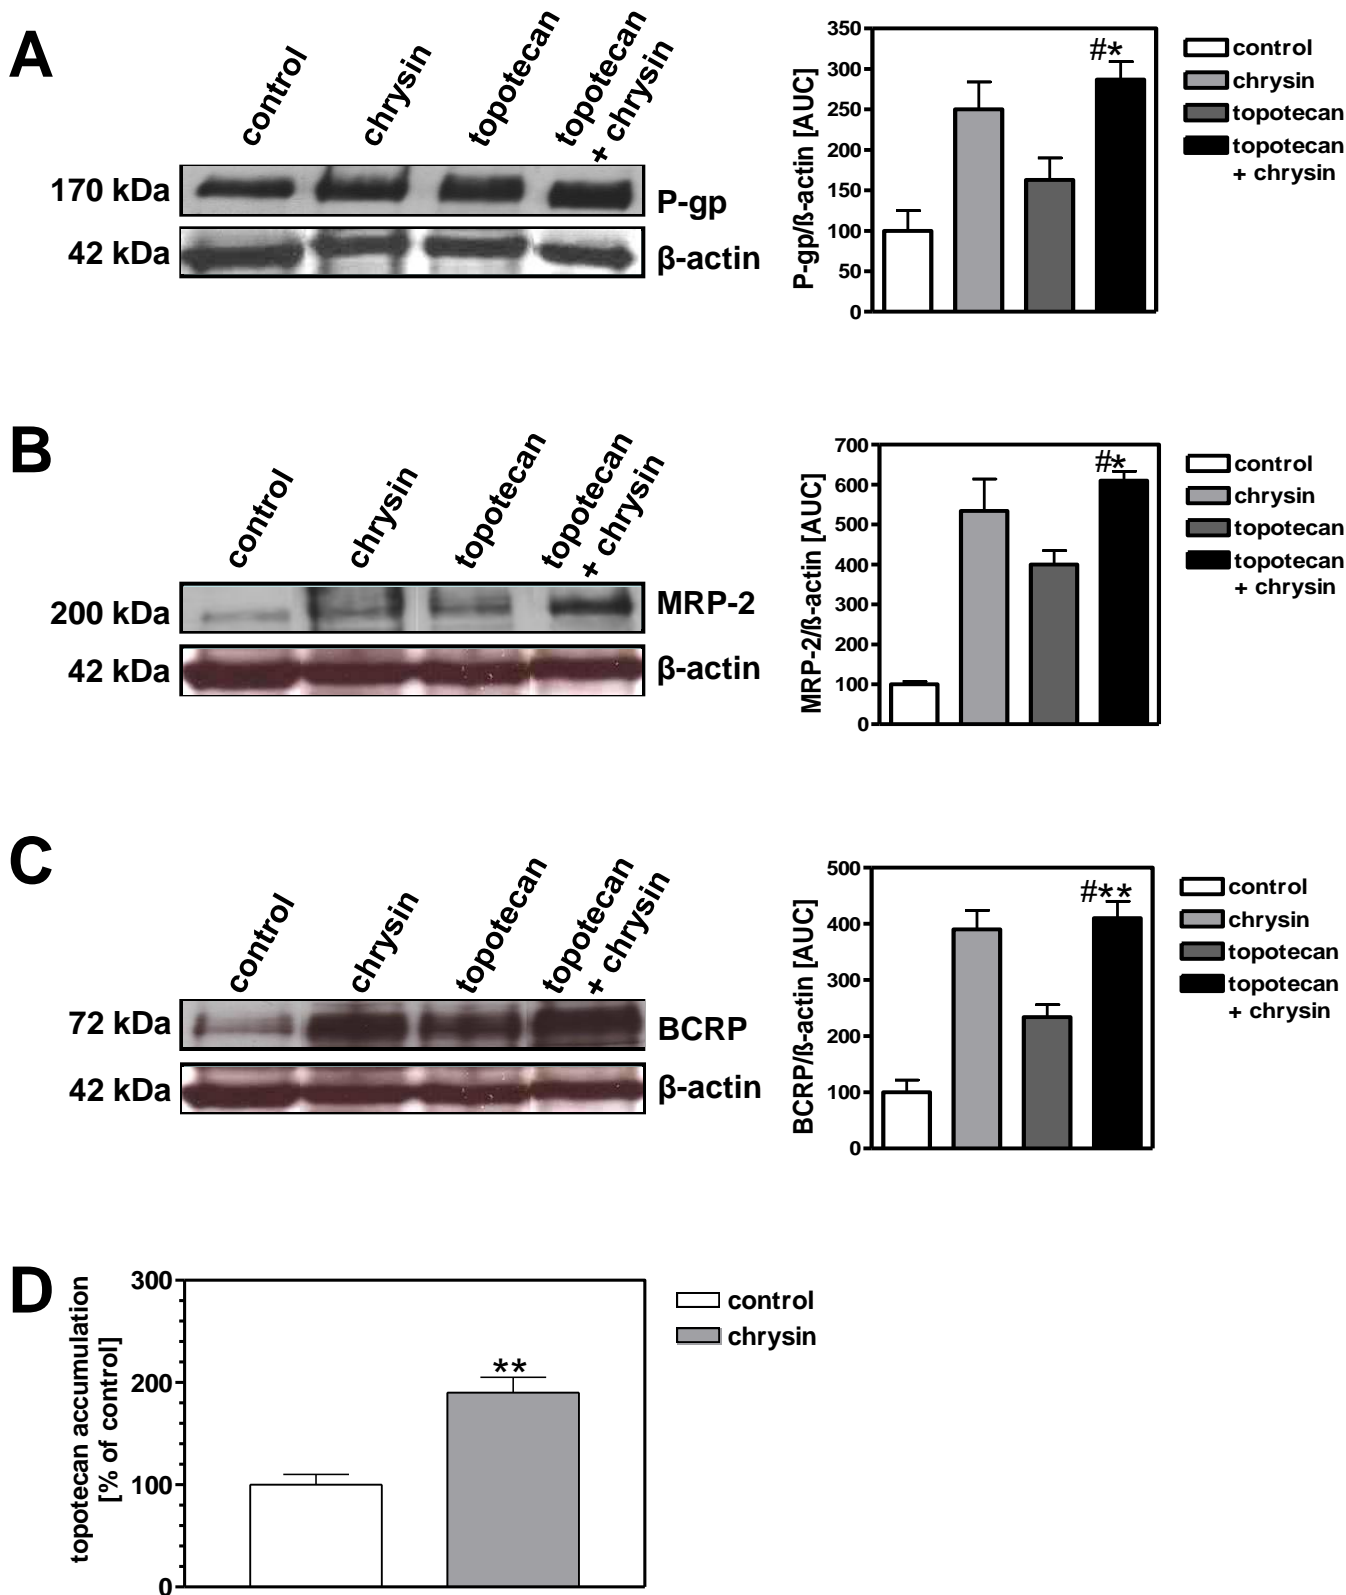 A
control
chrysin
topotecan
topotecan
+ chrysin
170 kDa
P-gp
42 kDa
β-actin
P-gp/ß-actin [AUC]
350
300
250
200
150
100
50
0
#*
control
chrysin
topotecan
topotecan
+ chrysin
B
control
chrysin
topotecan
topotecan
+ chrysin
200 kDa
MRP-2
42 kDa
β-actin
MRP-2/ß-actin [AUC]
700
600
500
400
300
200
100
0
#*
control
chrysin
topotecan
topotecan
+ chrysin
C
control
chrysin
topotecan
topotecan
+ chrysin
72 kDa
BCRP
42 kDa
β-actin
BCRP/ß-actin [AUC]
500
400
300
200
100
0
#**
control
chrysin
topotecan
topotecan
+ chrysin
D
topotecan accumulation
[% of control]
300
200
100
0
**
control
chrysin